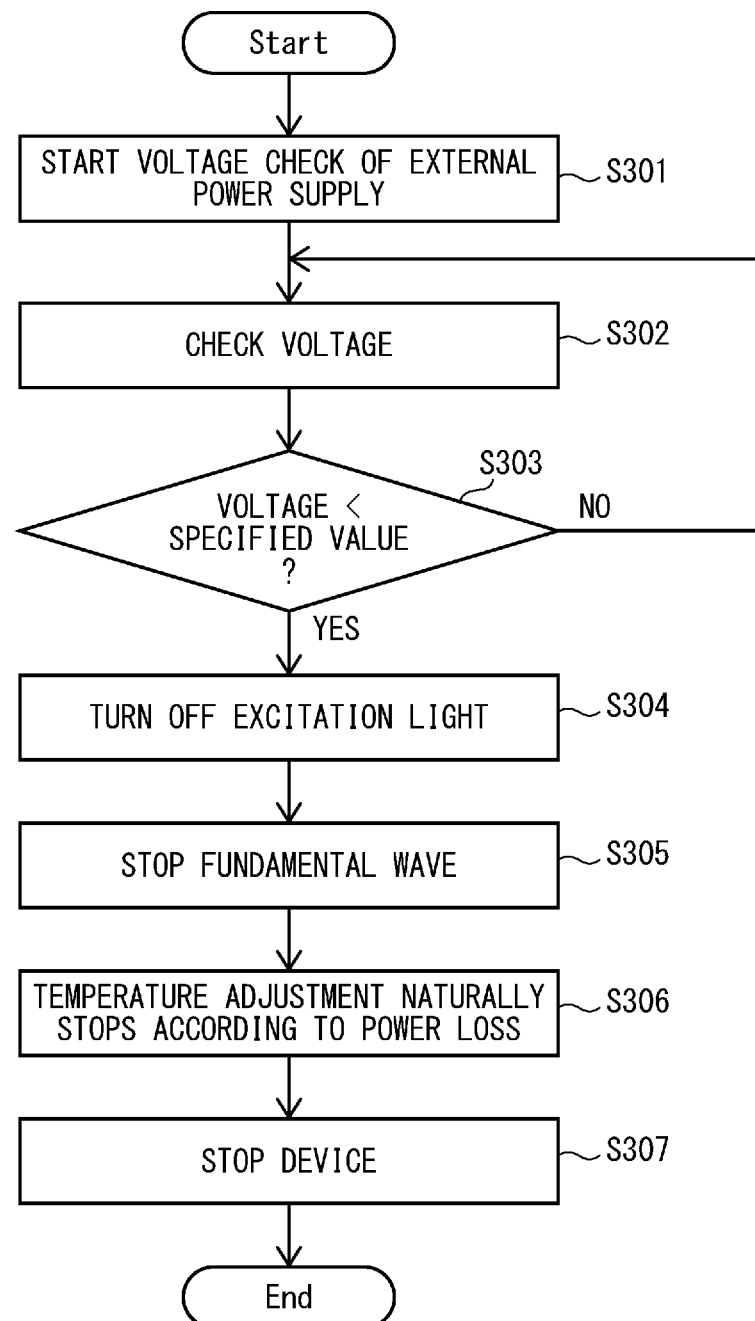 Start
START VOLTAGE CHECK OF EXTERNAL
POWER SUPPLY
S301
CHECK VOLTAGE
S302
S303
VOLTAGE <
SPECIFIED VALUE
?
NO
YES
TURN OFF EXCITATION LIGHT
S304
STOP FUNDAMENTAL WAVE
S305
TEMPERATURE ADJUSTMENT NATURALLY
STOPS ACCORDING TO POWER LOSS
S306
STOP DEVICE
S307
End